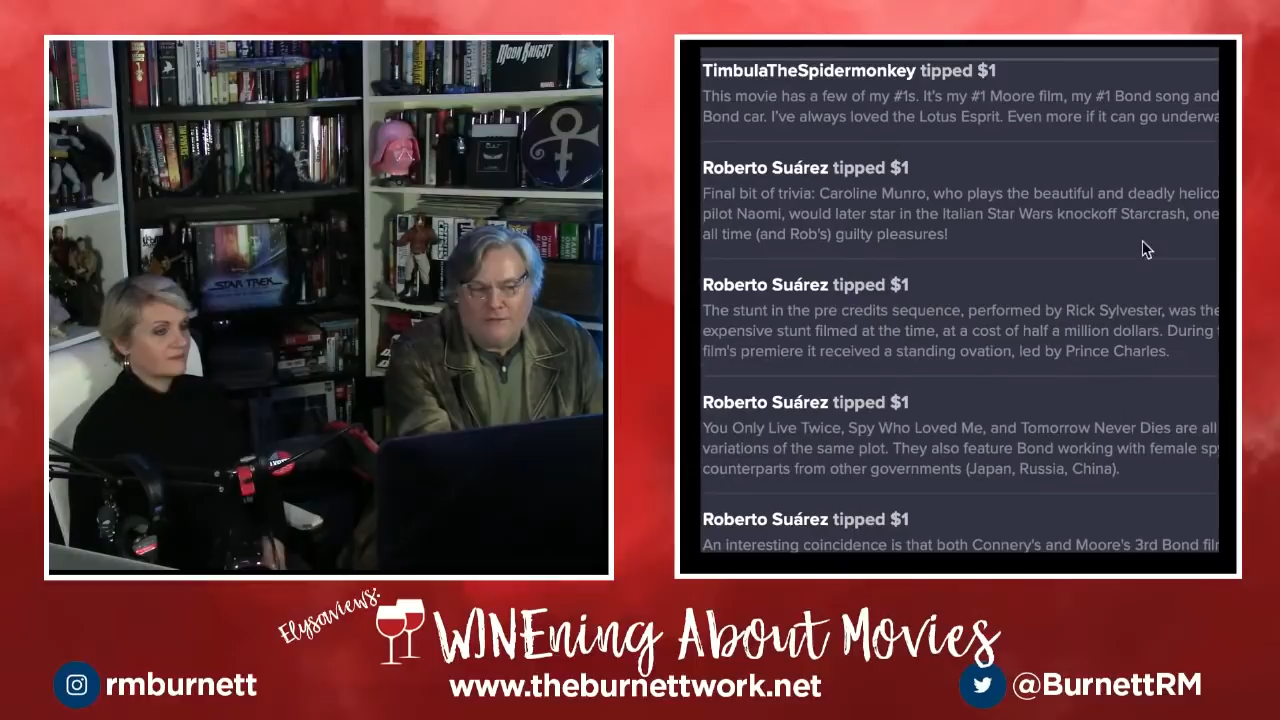 MOON KNIGHT
STAR TREK
TimbulaTheSpidermonkey tipped $1
This movie has a few of my #1s. It's my #1 Moore film, my #1 Bond song and
Bond car. I've always loved the Lotus Esprit. Even more if it can go underwa
Roberto Suárez tipped $1
Final bit of trivia: Caroline Munro, who plays the beautiful and deadly helico
pilot Naomi, would later star in the Italian Star Wars knockoff Starcrash, one
all time (and Rob's) guilty pleasures!
Roberto Suárez tipped $1
The stunt in the pre credits sequence, performed by Rick Sylvester, was the
expensive stunt filmed at the time, at a cost of half a million dollars. During
film's premiere it received a standing ovation, led by Prince Charles.
Roberto Suárez tipped $1
You Only Live Twice, Spy Who Loved Me, and Tomorrow Never Dies are all
variations of the same plot. They also feature Bond working with female spy
counterparts from other governments (Japan, Russia, China).
Roberto Suárez tipped $1
An interesting coincidence is that both Connery's and Moore's 3rd Bond film
Elysaviews:
WINEning About Movies
rmburnett
www.theburnettwork.net
@BurnettRM